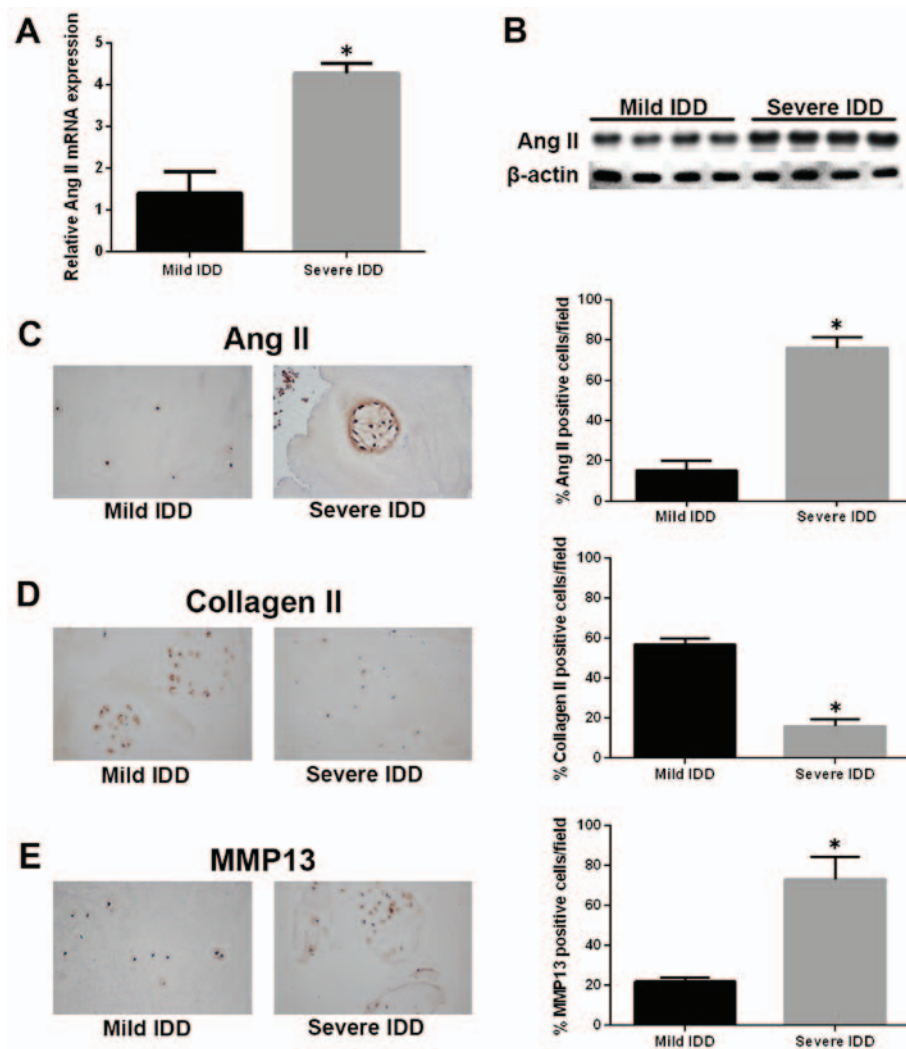 A
Relative Ang II mRNA expression
5
4
3
2
1
0
*
Mild IDD
Severe IDD
B
Mild IDD Severe IDD
Ang II
β-actin
C
Ang II
Mild IDD
Severe IDD
% Ang II positive cells/field
100
80
60
40
20
0
*
Mild IDD
Severe IDD
D
Collagen II
Mild IDD
Severe IDD
% Collagen II positive cells/field
100
80
60
40
20
0
*
Mild IDD
Severe IDD
E
MMP13
Mild IDD
Severe IDD
% MMP13 positive cells/field
100
80
60
40
20
0
*
Mild IDD
Severe IDD